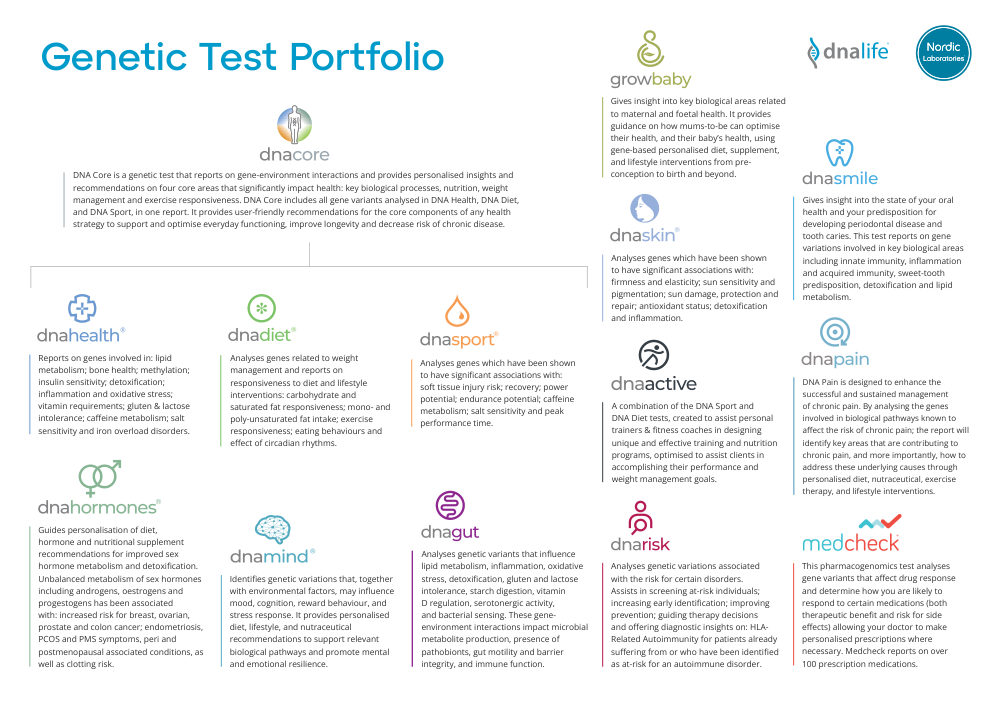 Genetic Test Portfolio
dnalife
Nordic
Laboratories
dnacore
DNA Core is a genetic test that reports on gene-environment interactions and provides personalised insights and
recommendations on four core areas that significantly impact health: key biological processes, nutrition, weight
management and exercise responsiveness. DNA Core includes all gene variants analysed in DNA Health, DNA Diet,
and DNA Sport, in one report. It provides user-friendly recommendations for the core components of any health
strategy to support and optimise everyday functioning, improve longevity and decrease risk of chronic disease.
dnahealth®
Reports on genes involved in: lipid
metabolism; bone health; methylation;
insulin sensitivity; detoxification;
inflammation and oxidative stress;
vitamin requirements; gluten & lactose
intolerance; caffeine metabolism; salt
sensitivity and iron overload disorders.
dnadiet®
Analyses genes related to weight
management and reports on
responsiveness to diet and lifestyle
interventions: carbohydrate and
saturated fat responsiveness; mono- and
poly-unsaturated fat intake; exercise
responsiveness; eating behaviours and
effect of circadian rhythms.
dnasport®
Analyses genes which have been shown
to have significant associations with:
soft tissue injury risk; recovery; power
potential; endurance potential; caffeine
metabolism; salt sensitivity and peak
performance time.
dnahormones®
Guides personalisation of diet,
hormone and nutritional supplement
recommendations for improved sex
hormone metabolism and detoxification.
Unbalanced metabolism of sex hormones
including androgens, oestrogens and
progestogens has been associated
with: increased risk for breast, ovarian,
prostate and colon cancer; endometriosis,
PCOS and PMS symptoms, peri and
postmenopausal associated conditions, as
well as clotting risk.
dnamind®
Identifies genetic variations that, together
with environmental factors, may influence
mood, cognition, reward behaviour, and
stress response. It provides personalised
diet, lifestyle, and nutraceutical
recommendations to support relevant
biological pathways and promote mental
and emotional resilience.
dnagut
Analyses genetic variants that influence
lipid metabolism, inflammation, oxidative
stress, detoxification, gluten and lactose
intolerance, starch digestion, vitamin
D regulation, serotonergic activity,
and bacterial sensing. These gene-
environment interactions impact microbial
metabolite production, presence of
pathobionts, gut motility and barrier
integrity, and immune function.
growbaby
Gives insight into key biological areas related
to maternal and foetal health. It provides
guidance on how mums-to-be can optimise
their health, and their baby's health, using
gene-based personalised diet, supplement,
and lifestyle interventions from pre-
conception to birth and beyond.
dnaskin®
Analyses genes which have been shown
to have significant associations with:
firmness and elasticity; sun sensitivity and
pigmentation; sun damage, protection and
repair; antioxidant status; detoxification
and inflammation.
dnaactive
A combination of the DNA Sport and
DNA Diet tests, created to assist personal
trainers & fitness coaches in designing
unique and effective training and nutrition
programs, optimised to assist clients in
accomplishing their performance and
weight management goals.
dnarisk
Analyses genetic variations associated
with the risk for certain disorders.
Assists in screening at-risk individuals;
increasing early identification; improving
prevention; guiding therapy decisions
and offering diagnostic insights on: HLA-
Related Autoimmunity for patients already
suffering from or who have been identified
as at-risk for an autoimmune disorder.
dnasmile
Gives insight into the state of your oral
health and your predisposition for
developing periodontal disease and
tooth caries. This test reports on gene
variations involved in key biological areas
including innate immunity, inflammation
and acquired immunity, sweet-tooth
predisposition, detoxification and lipid
metabolism.
dnapain
DNA Pain is designed to enhance the
successful and sustained management
of chronic pain. By analysing the genes
involved in biological pathways known to
affect the risk of chronic pain; the report will
identify key areas that are contributing to
chronic pain, and more importantly, how to
address these underlying causes through
personalised diet, nutraceutical, exercise
therapy, and lifestyle interventions.
medcheck
This pharmacogenomics test analyses
gene variants that affect drug response
and determine how you are likely to
respond to certain medications (both
therapeutic benefit and risk for side
effects) allowing your doctor to make
personalised prescriptions where
necessary. Medcheck reports on over
100 prescription medications.